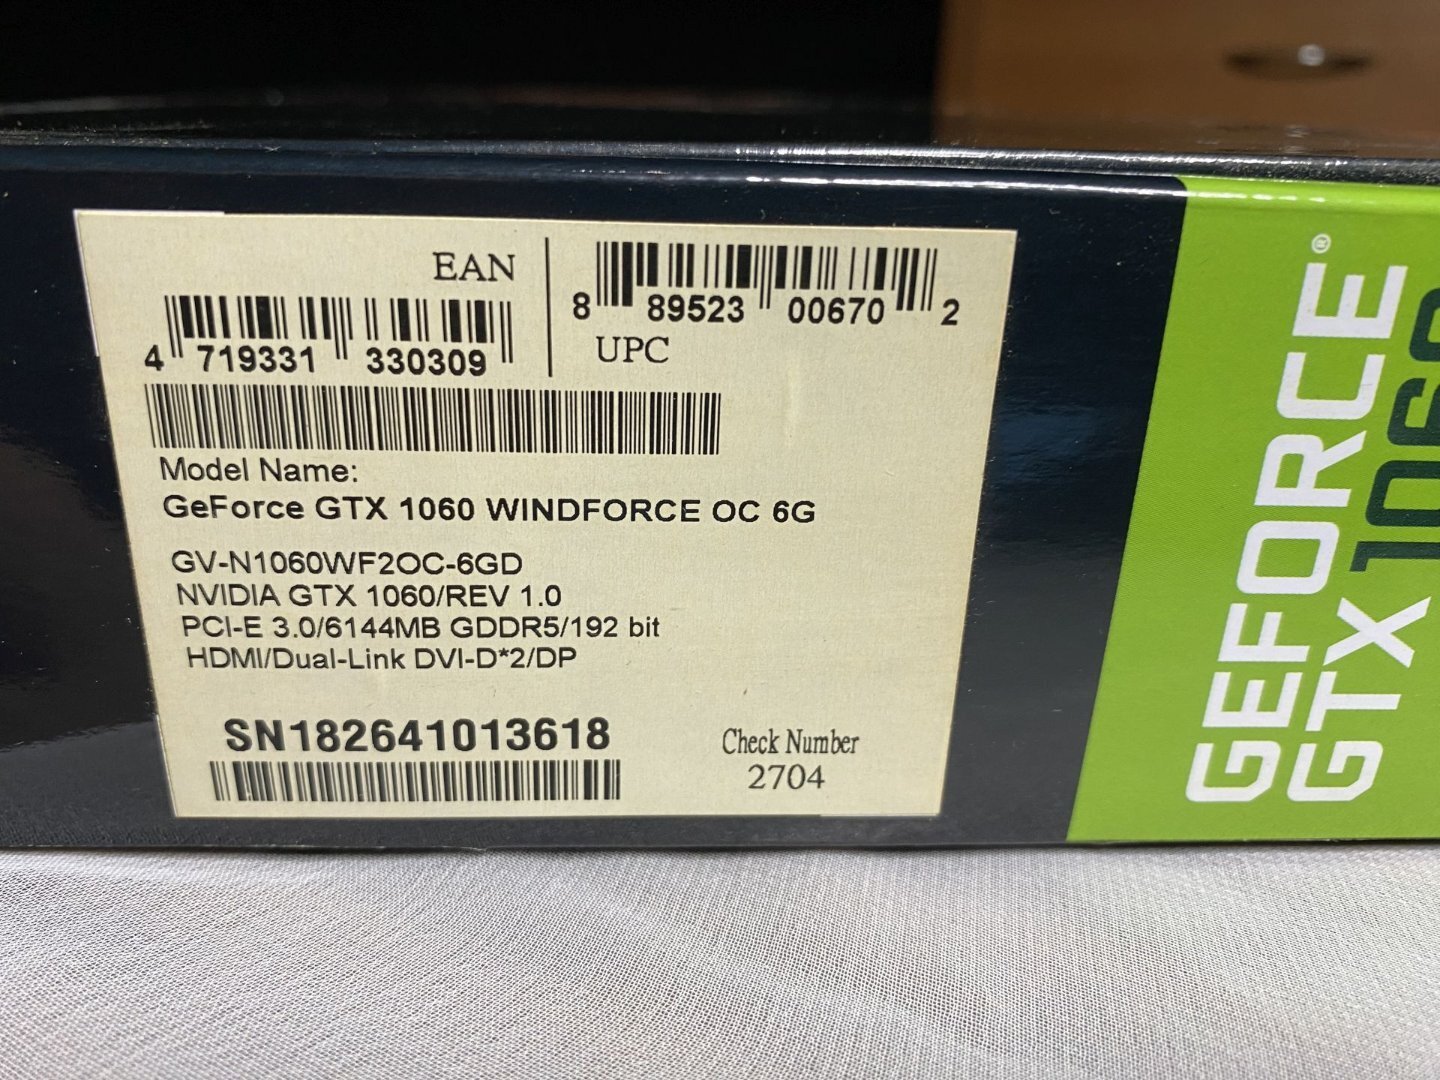 EAN
4 719331 330309
8 89523 00670 2
UPC
Model Name:
GeForce GTX 1060 WINDFORCE OC 6G
GV-N1060WF2OC-6GD
NVIDIA GTX 1060/REV 1.0
PCI-E 3.0/6144MB GDDR5/192 bit
HDMI/Dual-Link DVI-D*2/DP
SN182641013618
Check Number
2704
GEFORCE®
GTX 1060